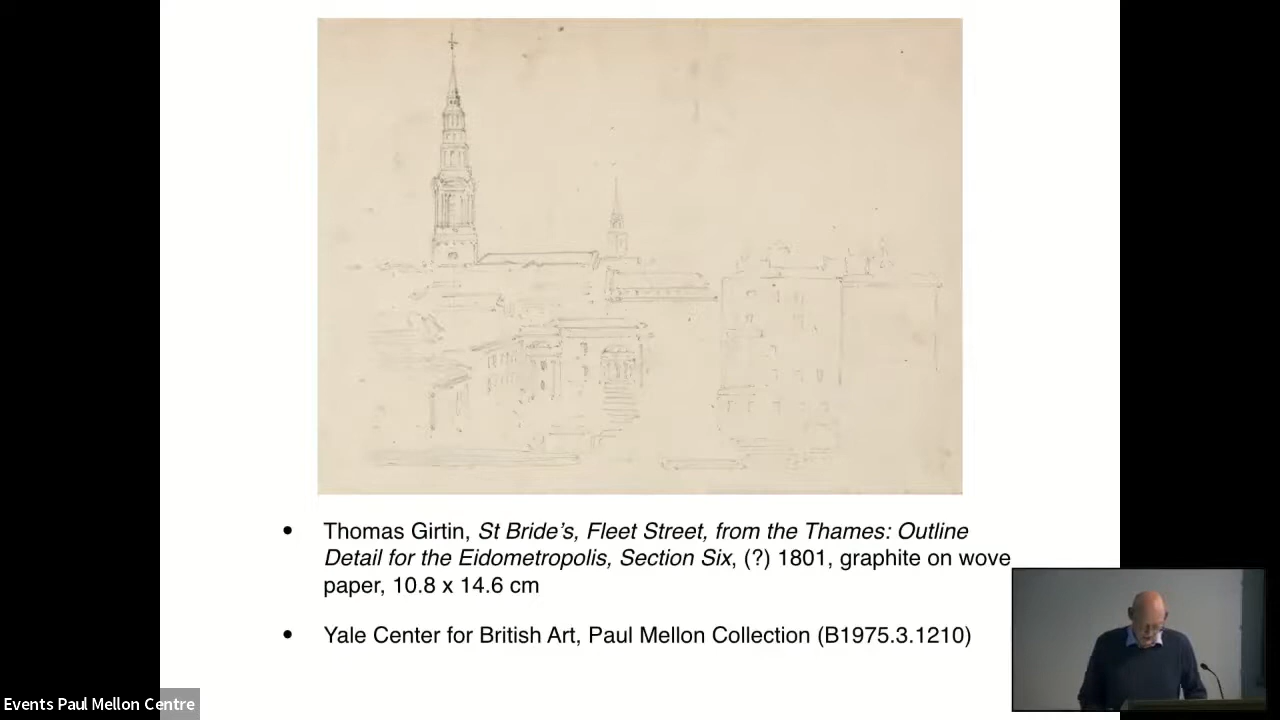 • Thomas Girtin, St Bride’s, Fleet Street, from the Thames: Outline
Detail for the Eidometropolis, Section Six, (?) 1801, graphite on wove
paper, 10.8 x 14.6 cm
• Yale Center for British Art, Paul Mellon Collection (B1975.3.1210)
Events Paul Mellon Centre